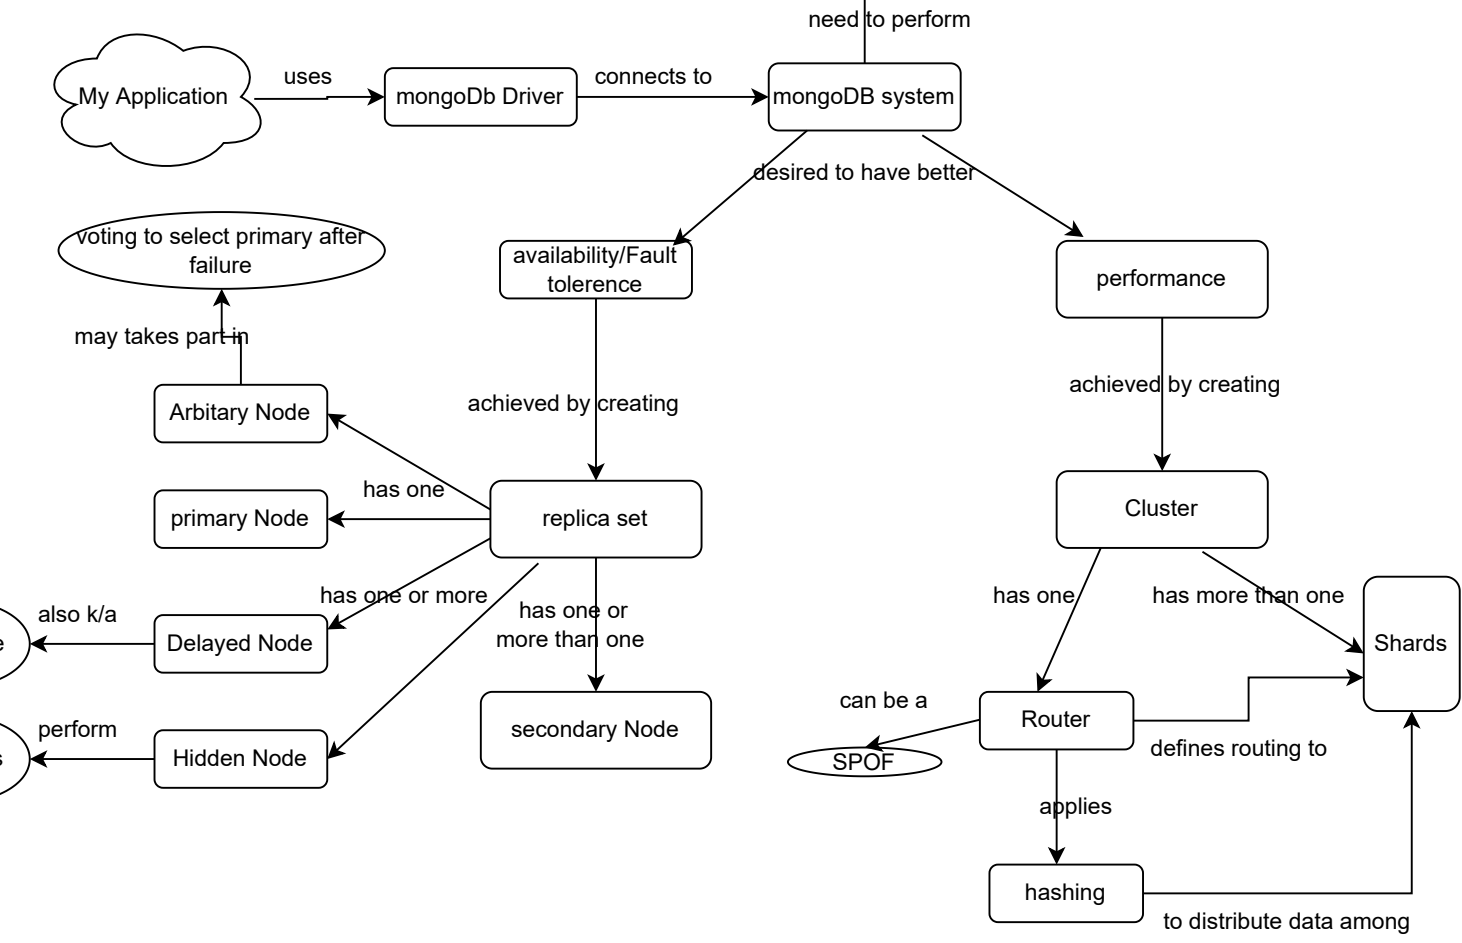 need to perform
My Application
uses
mongoDb Driver
connects to
mongoDB system
desired to have better
voting to select primary after
failure
availability/Fault
tolerence
performance
may takes part in
achieved by creating
achieved by creating
Arbitary Node
has one
primary Node
replica set
Cluster
has one or more
has one or
more than one
has one
has more than one
also k/a
Delayed Node
Shards
perform
Hidden Node
secondary Node
can be a
Router
SPOF
defines routing to
applies
hashing
to distribute data among